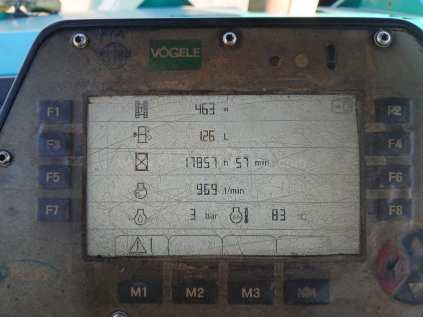 VÖGELE
F1
463 m
F2
F3
126 L
F4
F5
17857 h 57 min
F6
969 1/min
F7
3 bar 83 °C
F8
M1 M2 M3 M4